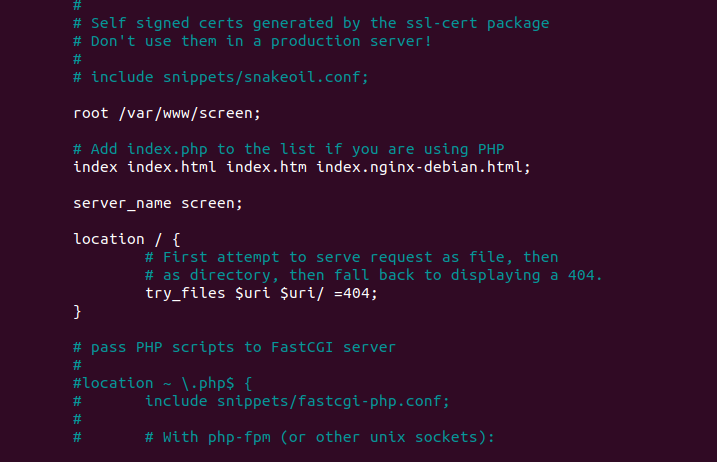 #
# Self signed certs generated by the ssl-cert package
# Don't use them in a production server!
#
# include snippets/snakeoil.conf;
root /var/www/screen;
# Add index.php to the list if you are using PHP
index index.html index.htm index.nginx-debian.html;
server_name screen;
location / {
# First attempt to serve request as file, then
# as directory, then fall back to displaying a 404.
try_files $uri $uri/ =404;
}
# pass PHP scripts to FastCGI server
#
#location ~ \.php$ {
#       include snippets/fastcgi-php.conf;
#
#       # With php-fpm (or other unix sockets):